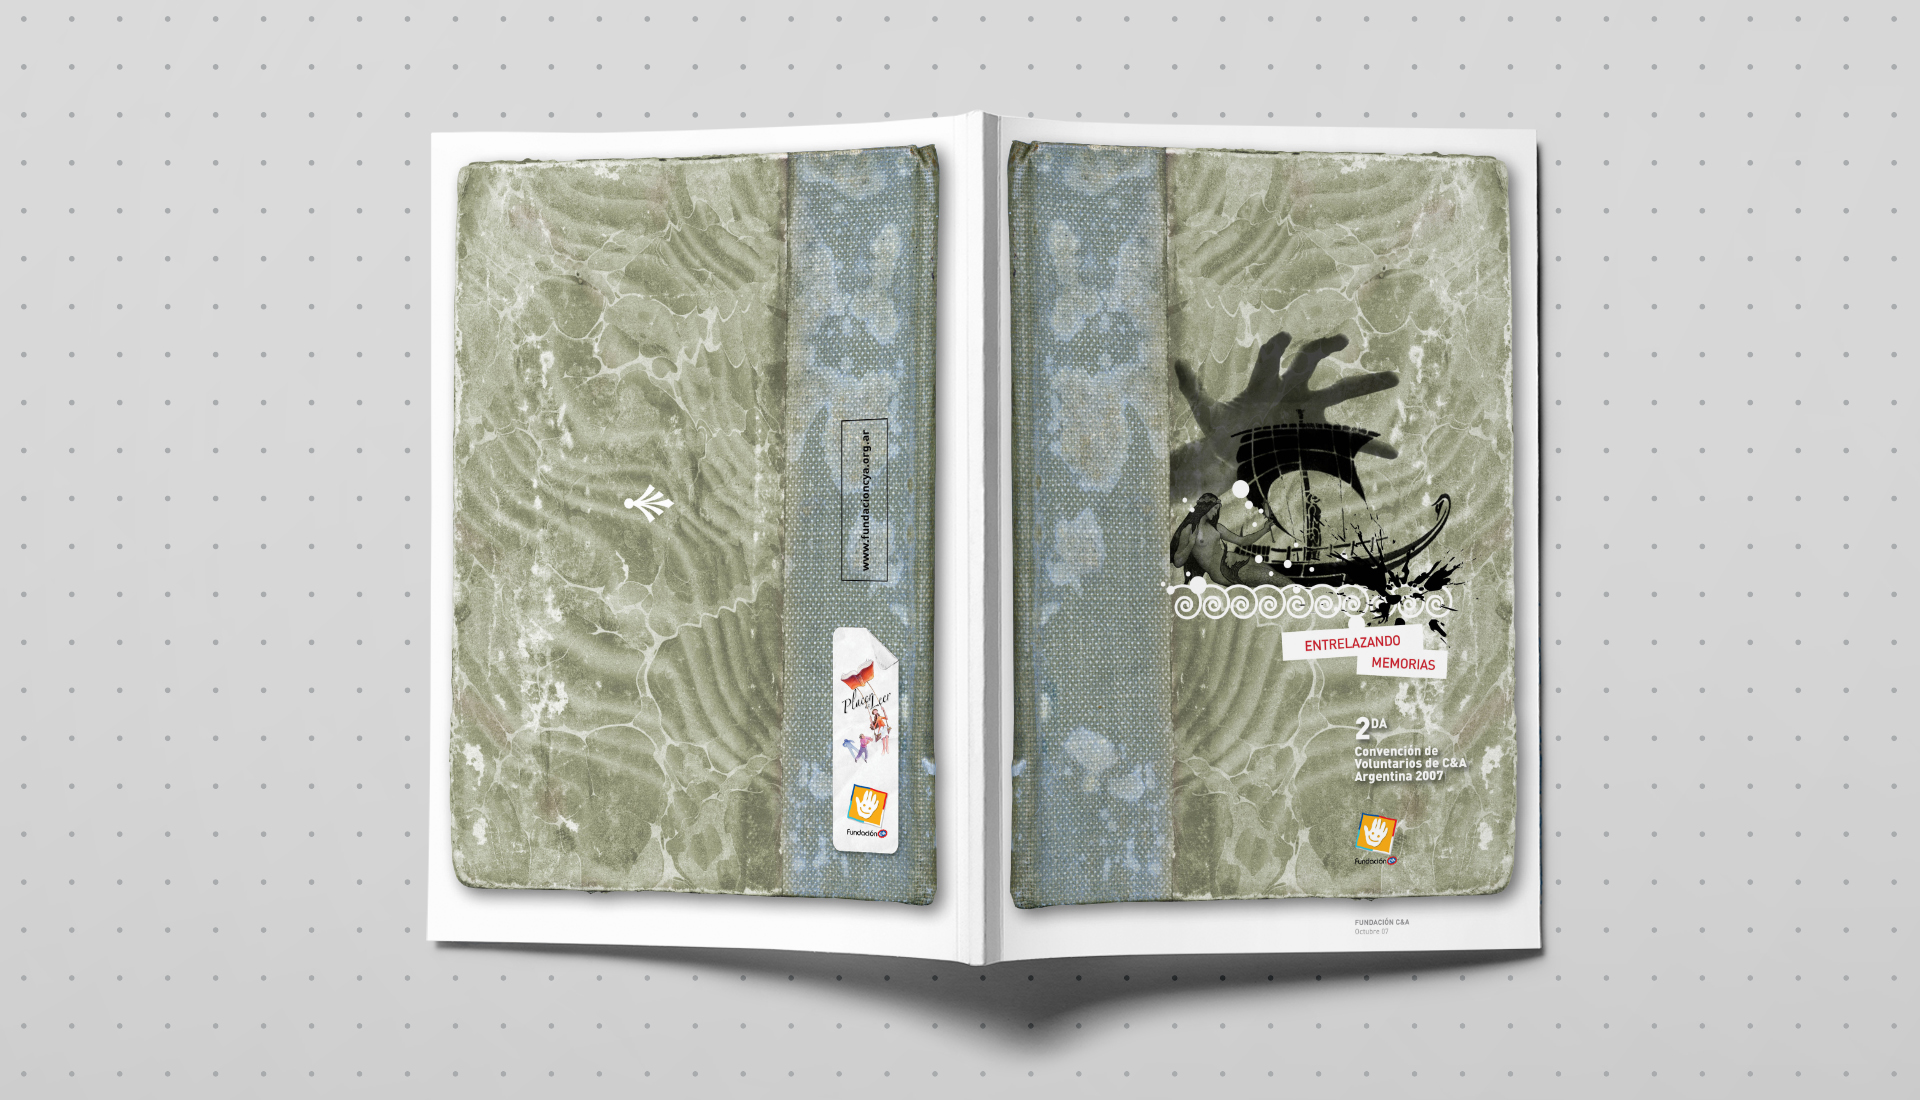 www.fundacioncya.org.ar
Placer de Leer
Fundación C&A
ENTRELAZANDO
MEMORIAS
2DA
Convención de
Voluntarios de C&A
Argentina 2007
Fundación C&A
FUNDACIÓN C&A
Octubre 07